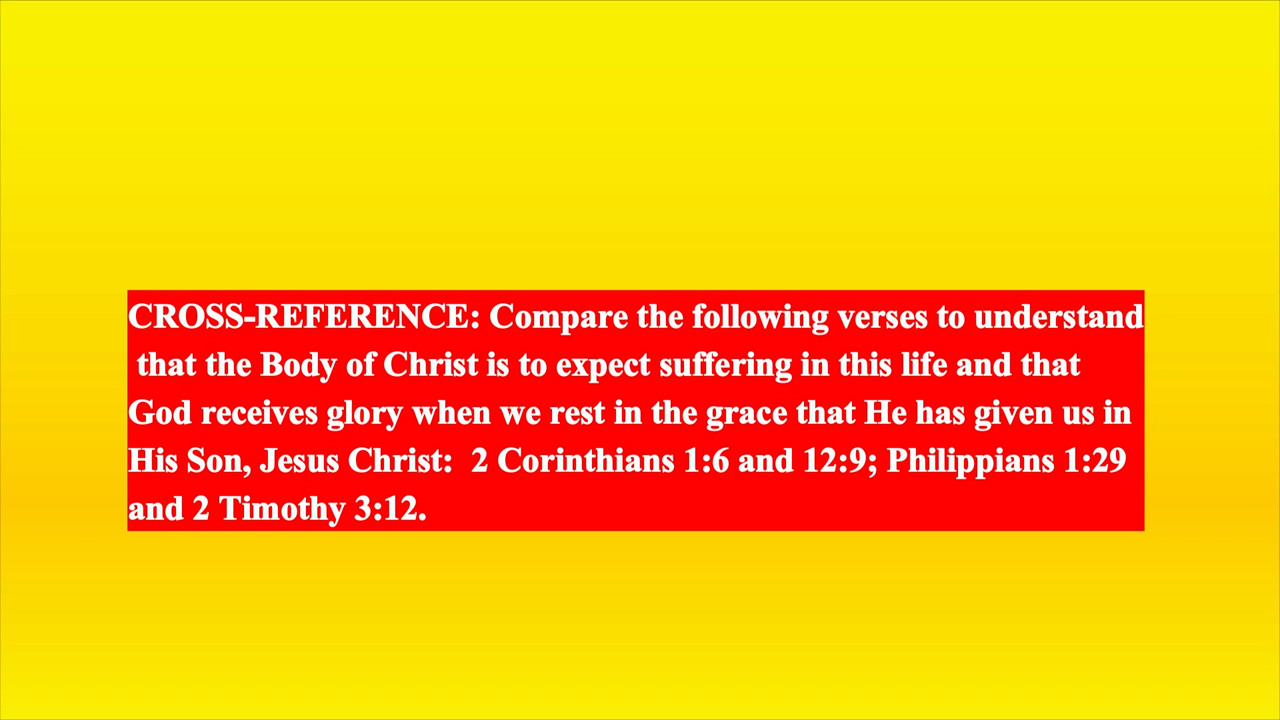 CROSS-REFERENCE: Compare the following verses to understand
that the Body of Christ is to expect suffering in this life and that
God receives glory when we rest in the grace that He has given us in
His Son, Jesus Christ:  2 Corinthians 1:6 and 12:9; Philippians 1:29
and 2 Timothy 3:12.